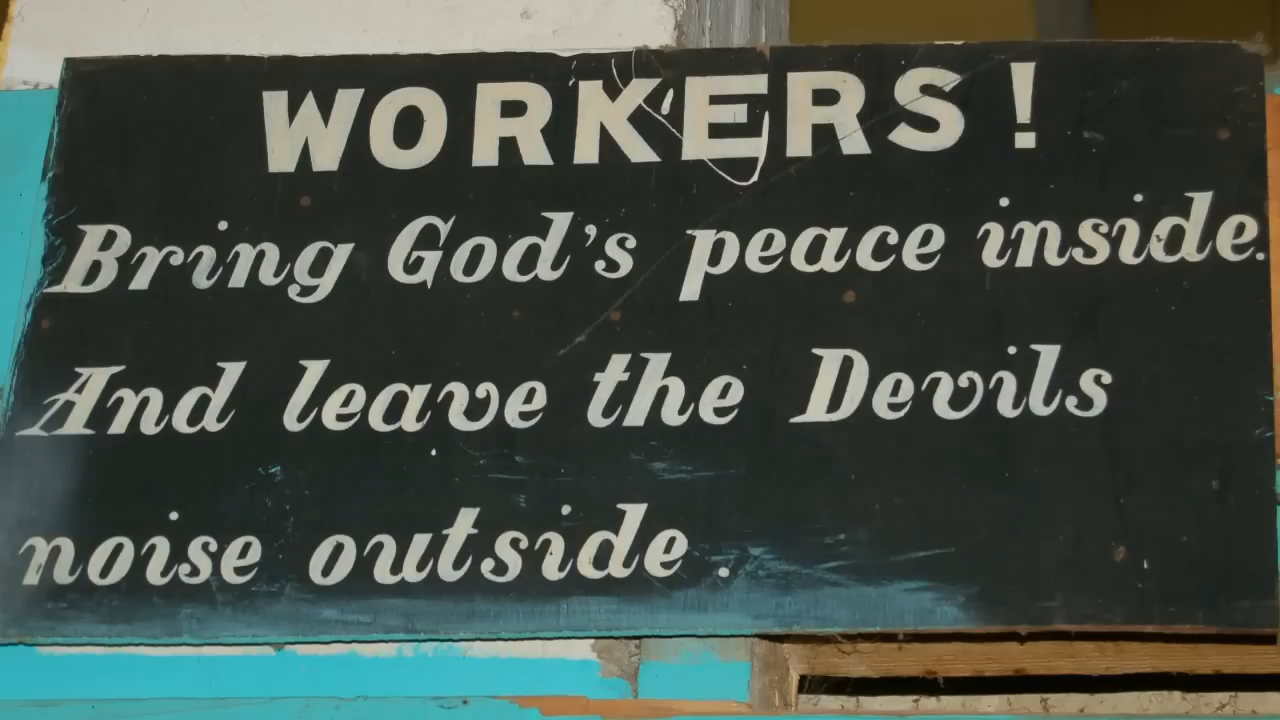 WORKERS!
Bring God's peace inside.
And leave the Devils
noise outside.